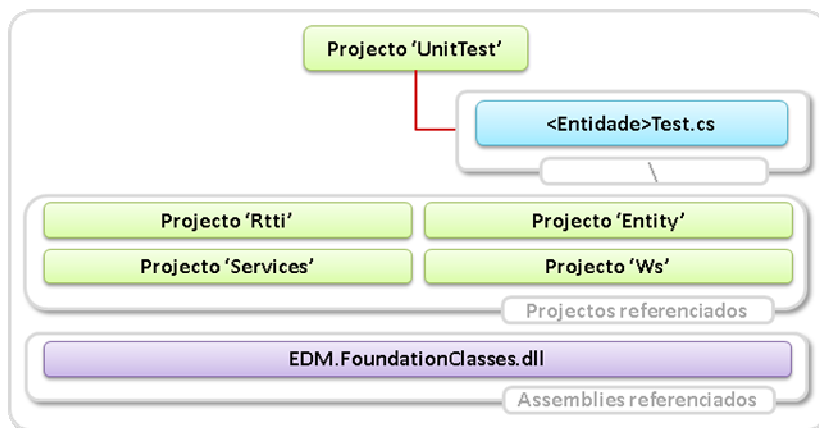 Projecto ‘UnitTest’
<Entidade>Test.cs
\
Projecto ‘Rtti’
Projecto ‘Entity’
Projecto ‘Services’
Projecto ‘Ws’
Projectos referenciados
EDM.FoundationClasses.dll
Assemblies referenciados